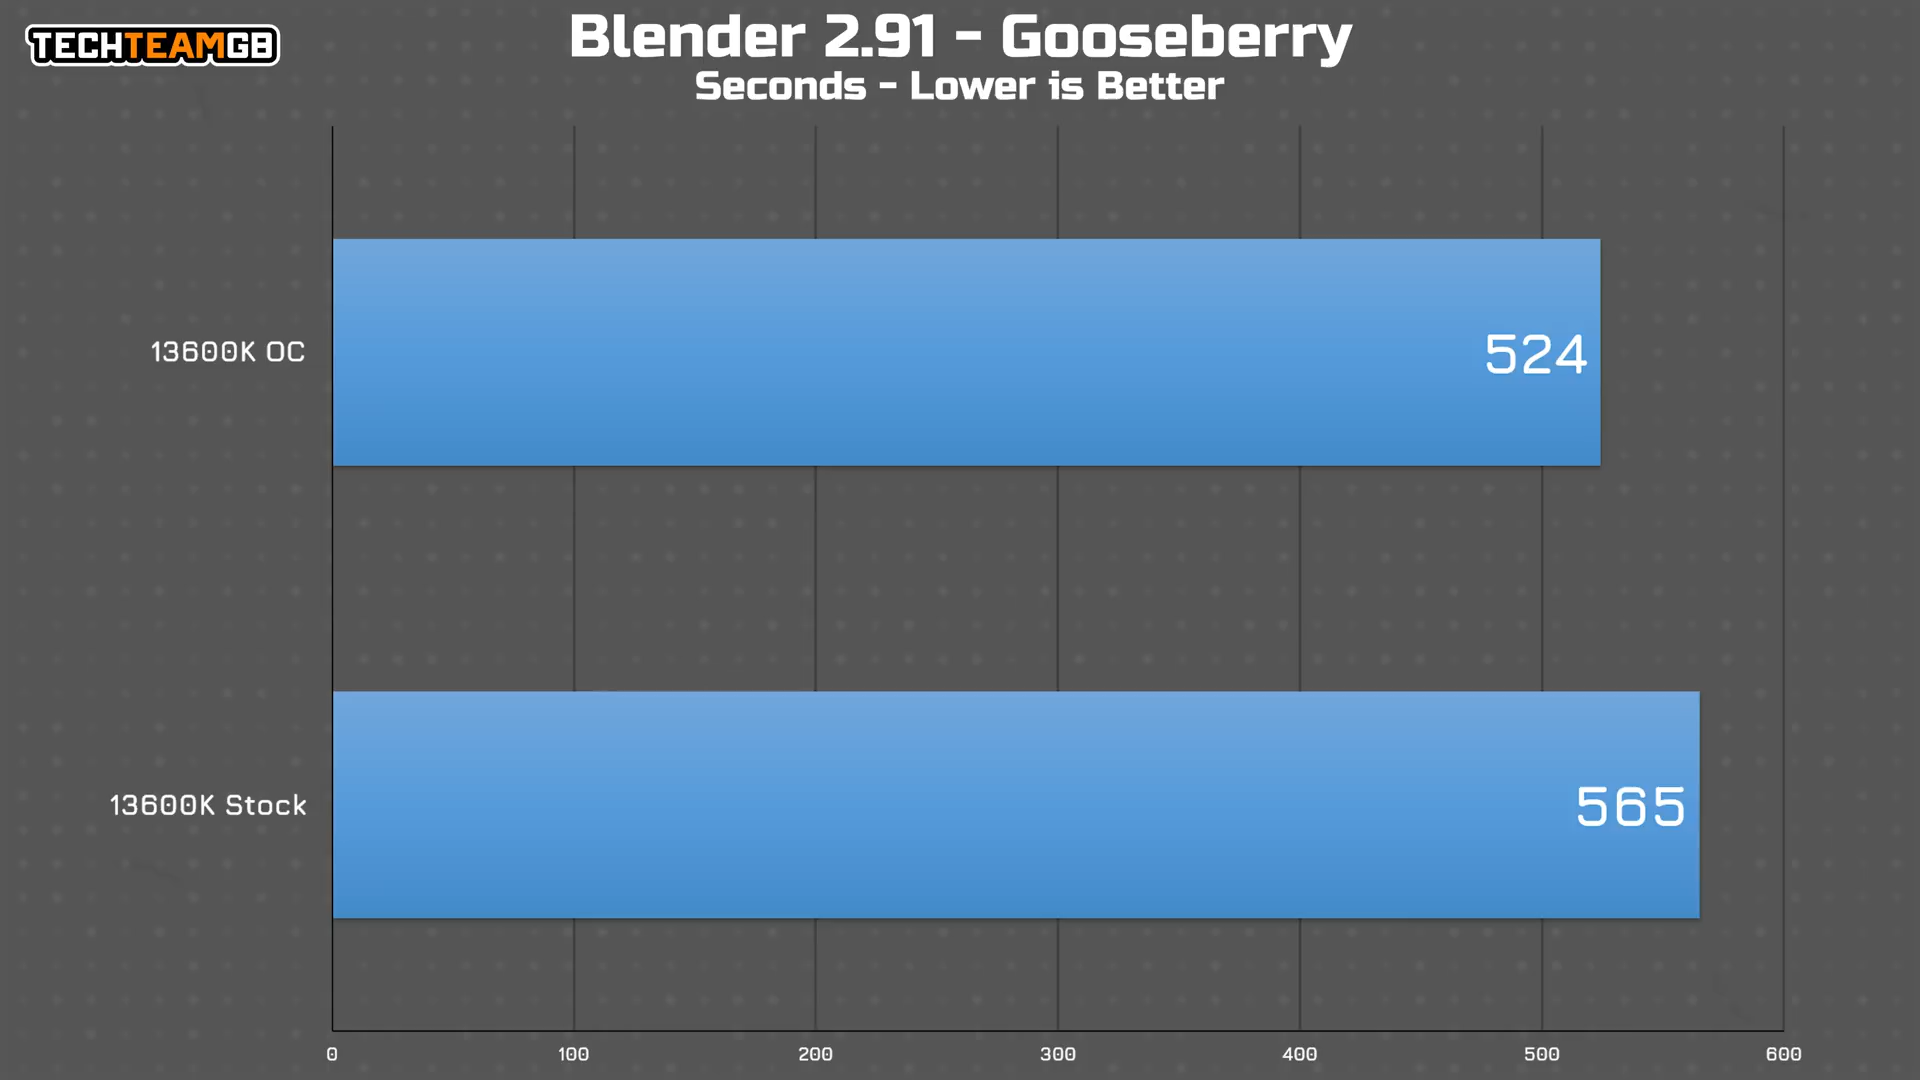 TECHTEAMGB
Blender 2.91 - Gooseberry
Seconds - Lower is Better
13600K OC
524
13600K Stock
565
0 100 200 300 400 500 600